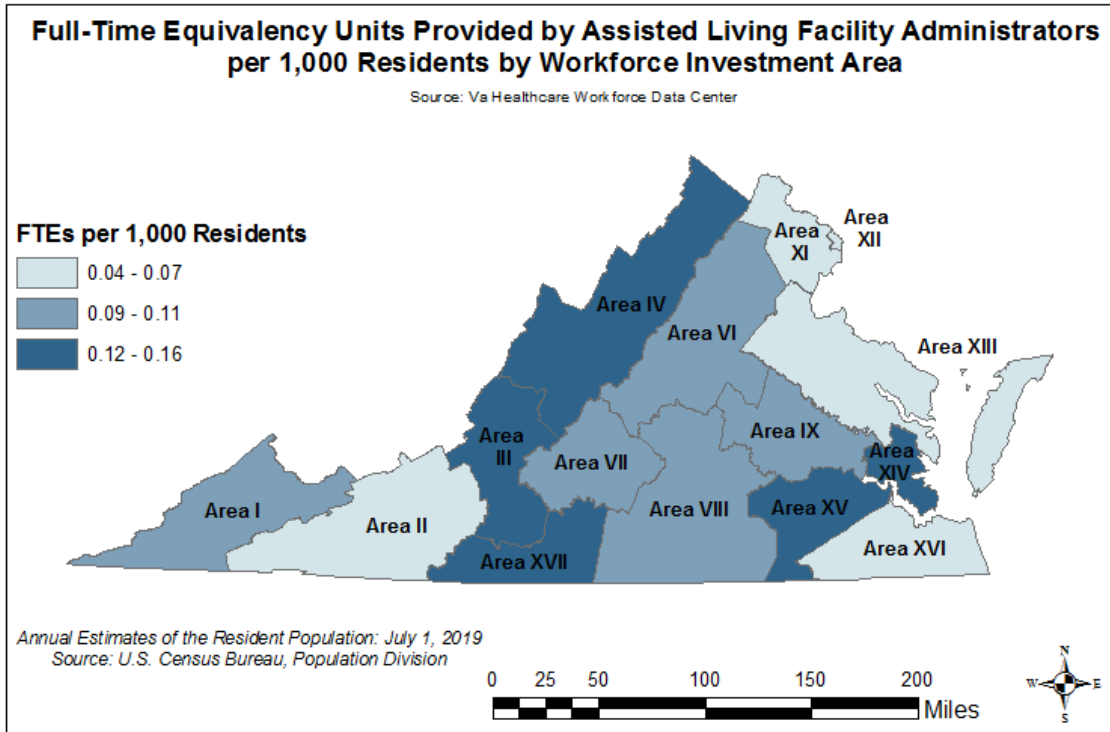 Full-Time Equivalency Units Provided by Assisted Living Facility Administrators
per 1,000 Residents by Workforce Investment Area
Source: Va Healthcare Workforce Data Center
FTEs per 1,000 Residents
0.04 - 0.07
0.09 - 0.11
0.12 - 0.16
Area
XI
Area
XII
Area IV
Area VI
Area XIII
Area
III
Area VII
Area IX
Area
XIV
Area I
Area II
Area VIII
Area XV
Area XVII
Area XVI
Annual Estimates of the Resident Population: July 1, 2019
Source: U.S. Census Bureau, Population Division
0 25 50 100 150 200
Miles
N
W E
S